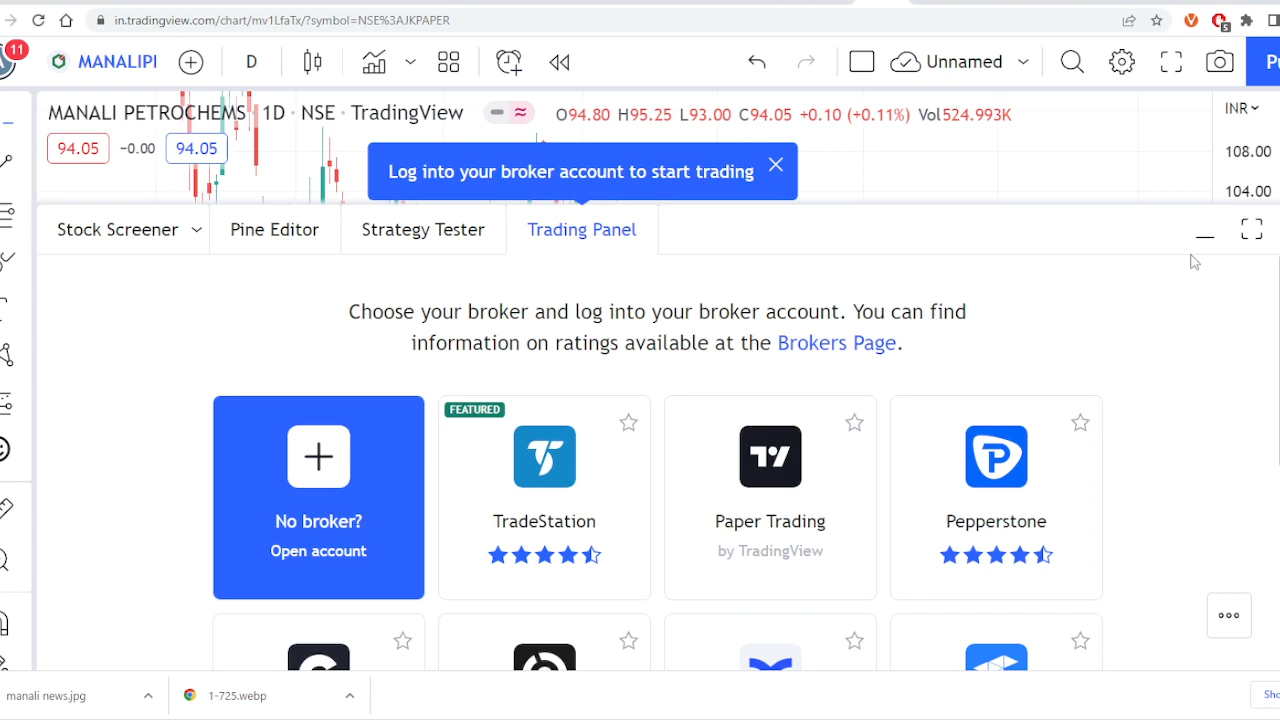 in.tradingview.com/chart/mv1LfaTx/?symbol=NSE%3AJKPAPER
5
11
MANALIPI
D
Unnamed
MANALI PETROCHEMS · 1D · NSE · TradingView
O94.80 H95.25 L93.00 C94.05 +0.10 (+0.11%) Vol524.993K
INR
94.05 −0.00 94.05
108.00
104.00
Log into your broker account to start trading
Stock Screener
Pine Editor
Strategy Tester
Trading Panel
Choose your broker and log into your broker account. You can find
information on ratings available at the Brokers Page.
No broker?
Open account
FEATURED
TradeStation
Paper Trading
by TradingView
Pepperstone
manali news.jpg
1-725.webp